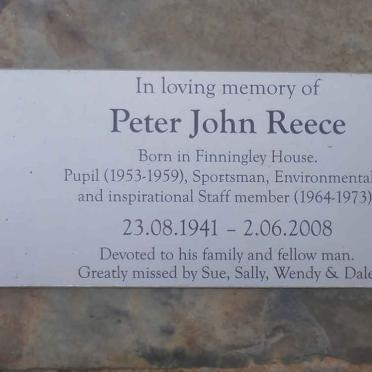 In loving memory of
Peter John Reece
Born in Finningley House.
Pupil (1953-1959), Sportsman, Environmental
and inspirational Staff member (1964-1973)
23.08.1941 – 2.06.2008
Devoted to his family and fellow man.
Greatly missed by Sue, Sally, Wendy & Dale